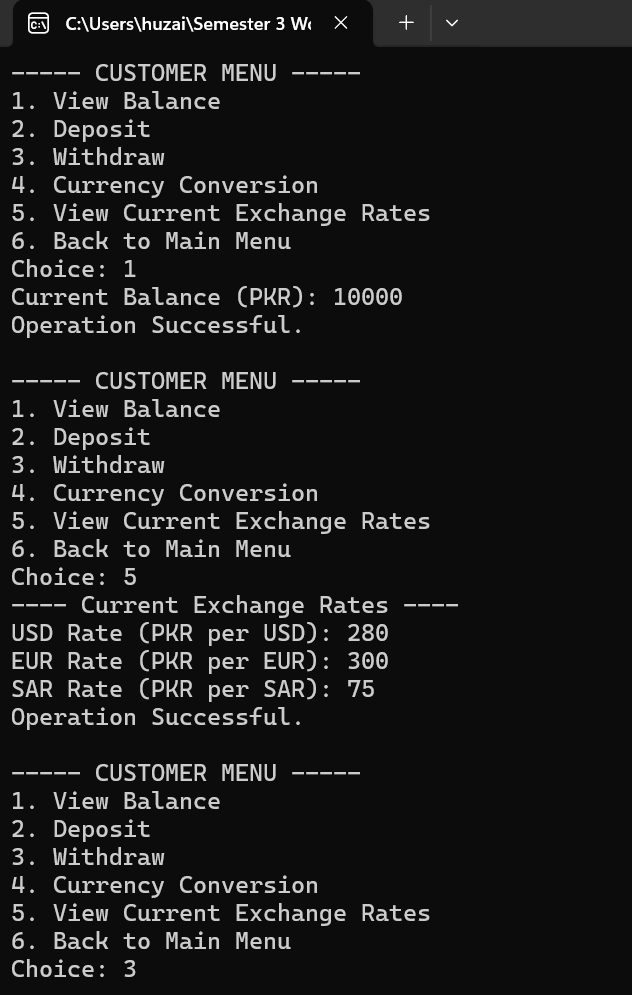 C:\Users\huzai\Semester 3 Wo
----- CUSTOMER MENU -----
1. View Balance
2. Deposit
3. Withdraw
4. Currency Conversion
5. View Current Exchange Rates
6. Back to Main Menu
Choice: 1
Current Balance (PKR): 10000
Operation Successful.
----- CUSTOMER MENU -----
1. View Balance
2. Deposit
3. Withdraw
4. Currency Conversion
5. View Current Exchange Rates
6. Back to Main Menu
Choice: 5
---- Current Exchange Rates ----
USD Rate (PKR per USD): 280
EUR Rate (PKR per EUR): 300
SAR Rate (PKR per SAR): 75
Operation Successful.
----- CUSTOMER MENU -----
1. View Balance
2. Deposit
3. Withdraw
4. Currency Conversion
5. View Current Exchange Rates
6. Back to Main Menu
Choice: 3